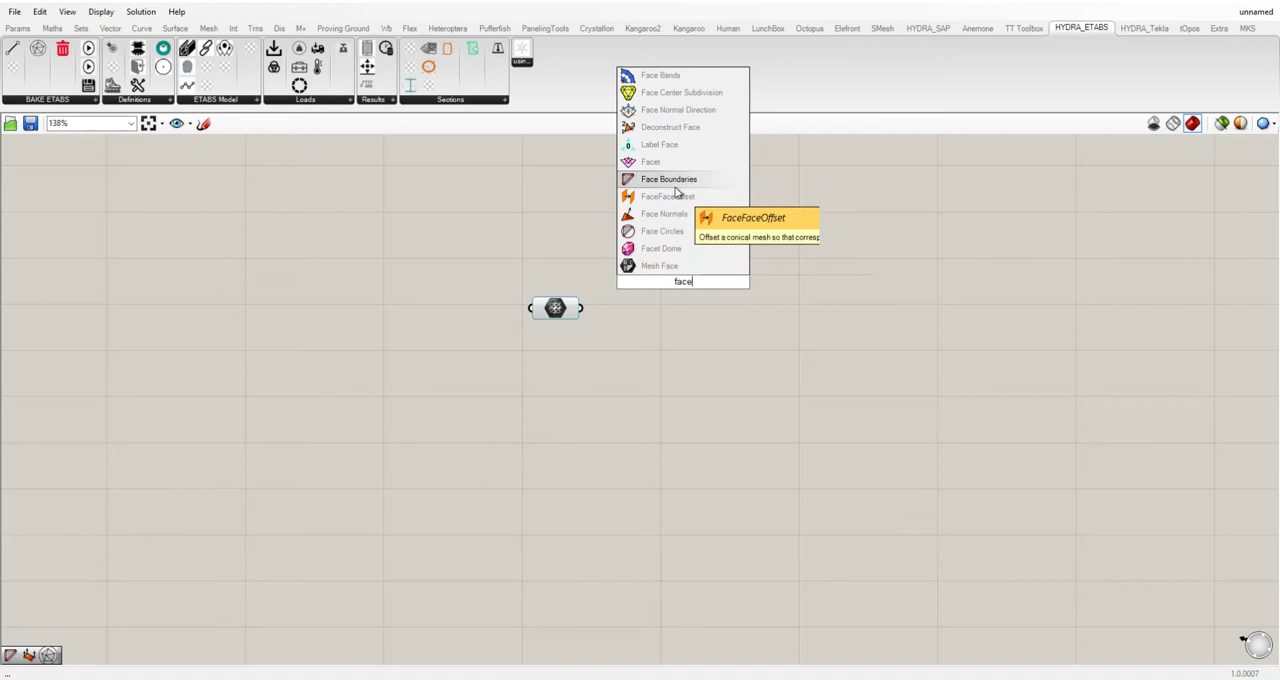 File Edit View Display Solution Help unnamed
Params Maths Sets Vector Curve Surface Mesh Int Trns Dis M+ Proving Ground Wb Flex Heteroptera Pufferfish PanelingTools Crystallon Kangaroo2 Kangaroo Human LunchBox Octopus Elefront SMesh HYDRA_SAP Anemone TT Toolbox HYDRA_ETABS HYDRA_Tekla tOpos Extra MKS
usin...
BAKE ETABS + Definitions + ETABS Model + Loads + Results + Sections +
138%
Face Bands
Face Center Subdivision
Face Normal Direction
Deconstruct Face
Label Face
Facet
Face Boundaries
FaceFaceOffset
Face Normals
FaceFaceOffset
Face Circles
Offset a conical mesh so that corresp
Facet Dome
Mesh Face
face
...
1.0.0007